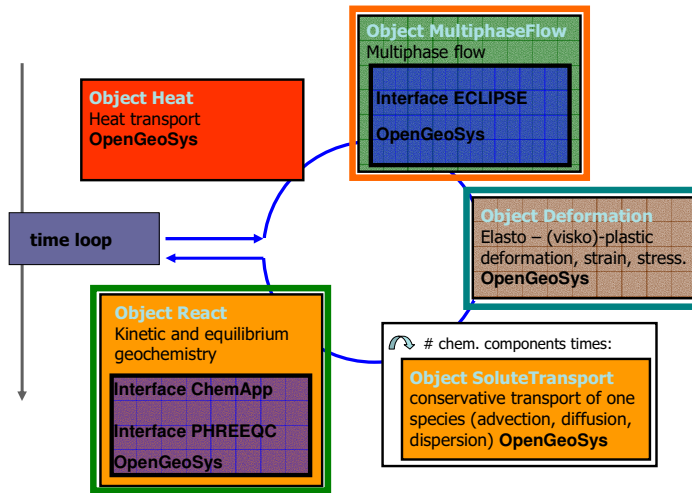 Object MultiphaseFlow
Multiphase flow
Interface ECLIPSE
OpenGeoSys
Object Heat
Heat transport
OpenGeoSys
time loop
Object Deformation
Elasto – (visko)-plastic
deformation, strain, stress.
OpenGeoSys
Object React
Kinetic and equilibrium
geochemistry
Interface ChemApp
Interface PHREEQC
OpenGeoSys
# chem. components times:
Object SoluteTransport
conservative transport of one
species (advection, diffusion,
dispersion) OpenGeoSys